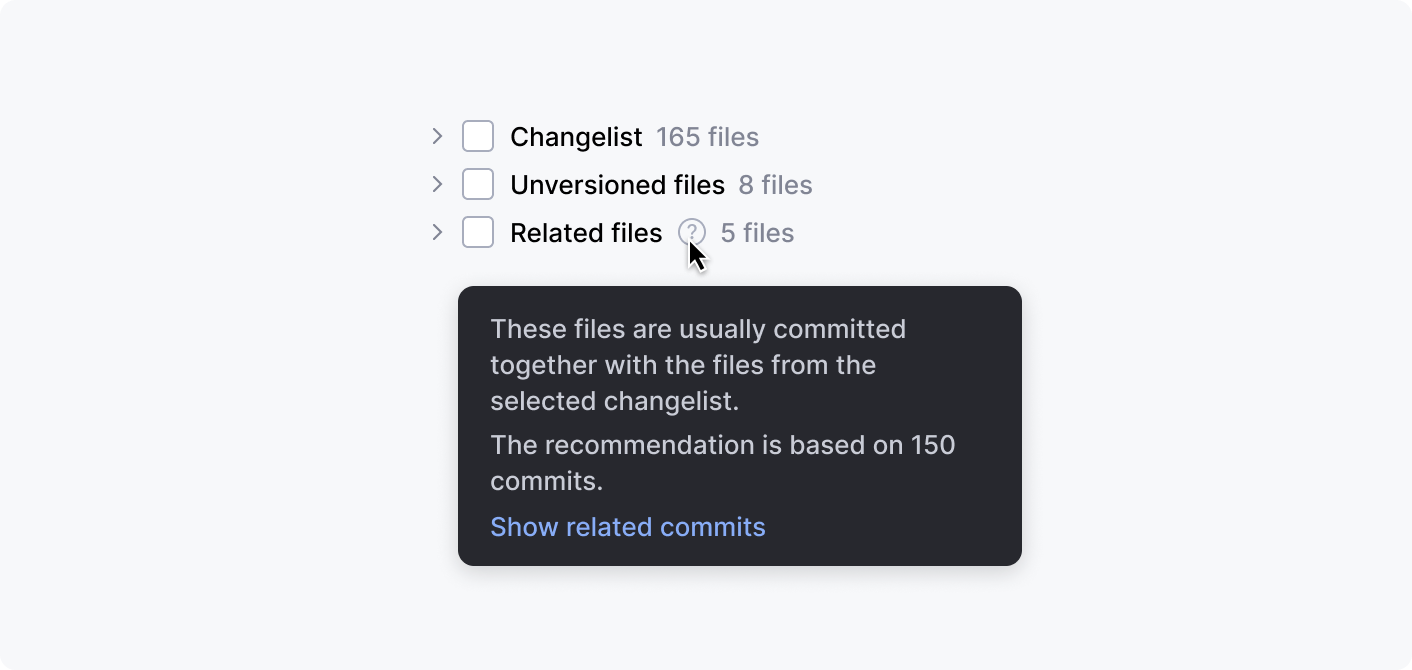 Changelist 165 files
Unversioned files 8 files
Related files ? 5 files
These files are usually committed
together with the files from the
selected changelist.
The recommendation is based on 150
commits.
Show related commits